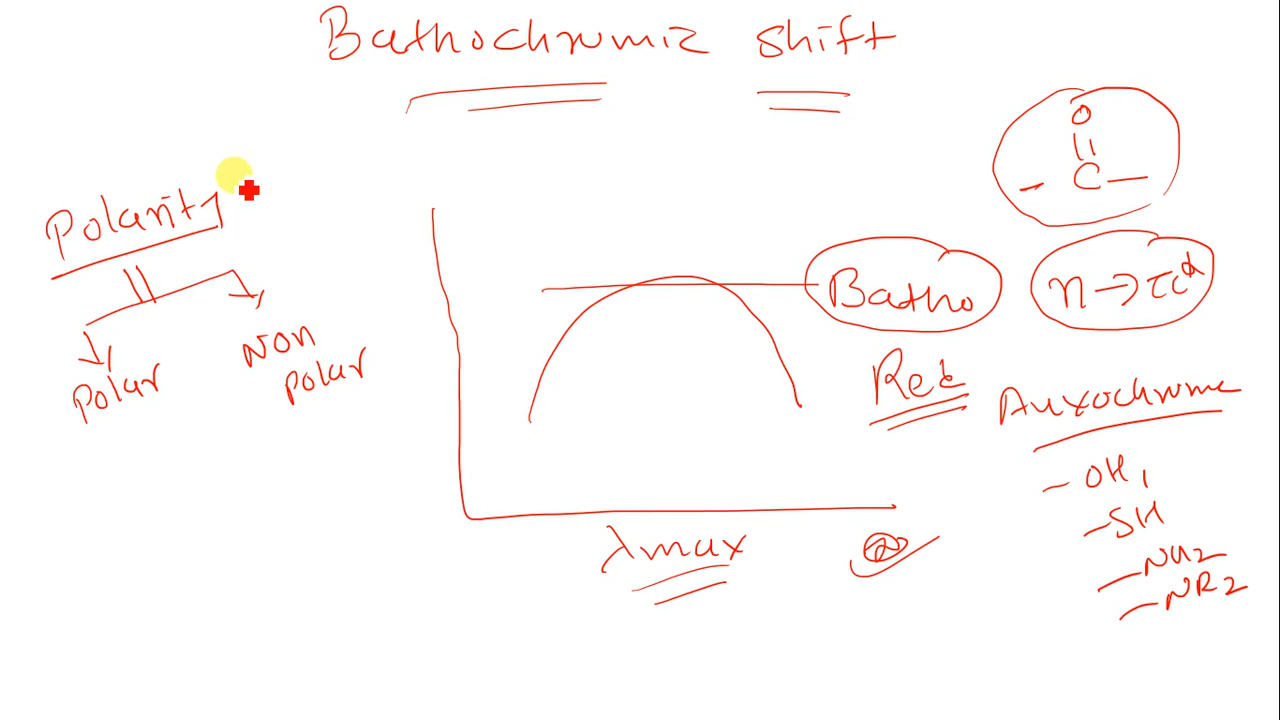 Bathochromic shift
O
||
– C –
Polarity
Polar
Non
polar
Batho
n → π*
Red
Auxochrome
– OH,
– SH
– NH2
– NR2
λmax